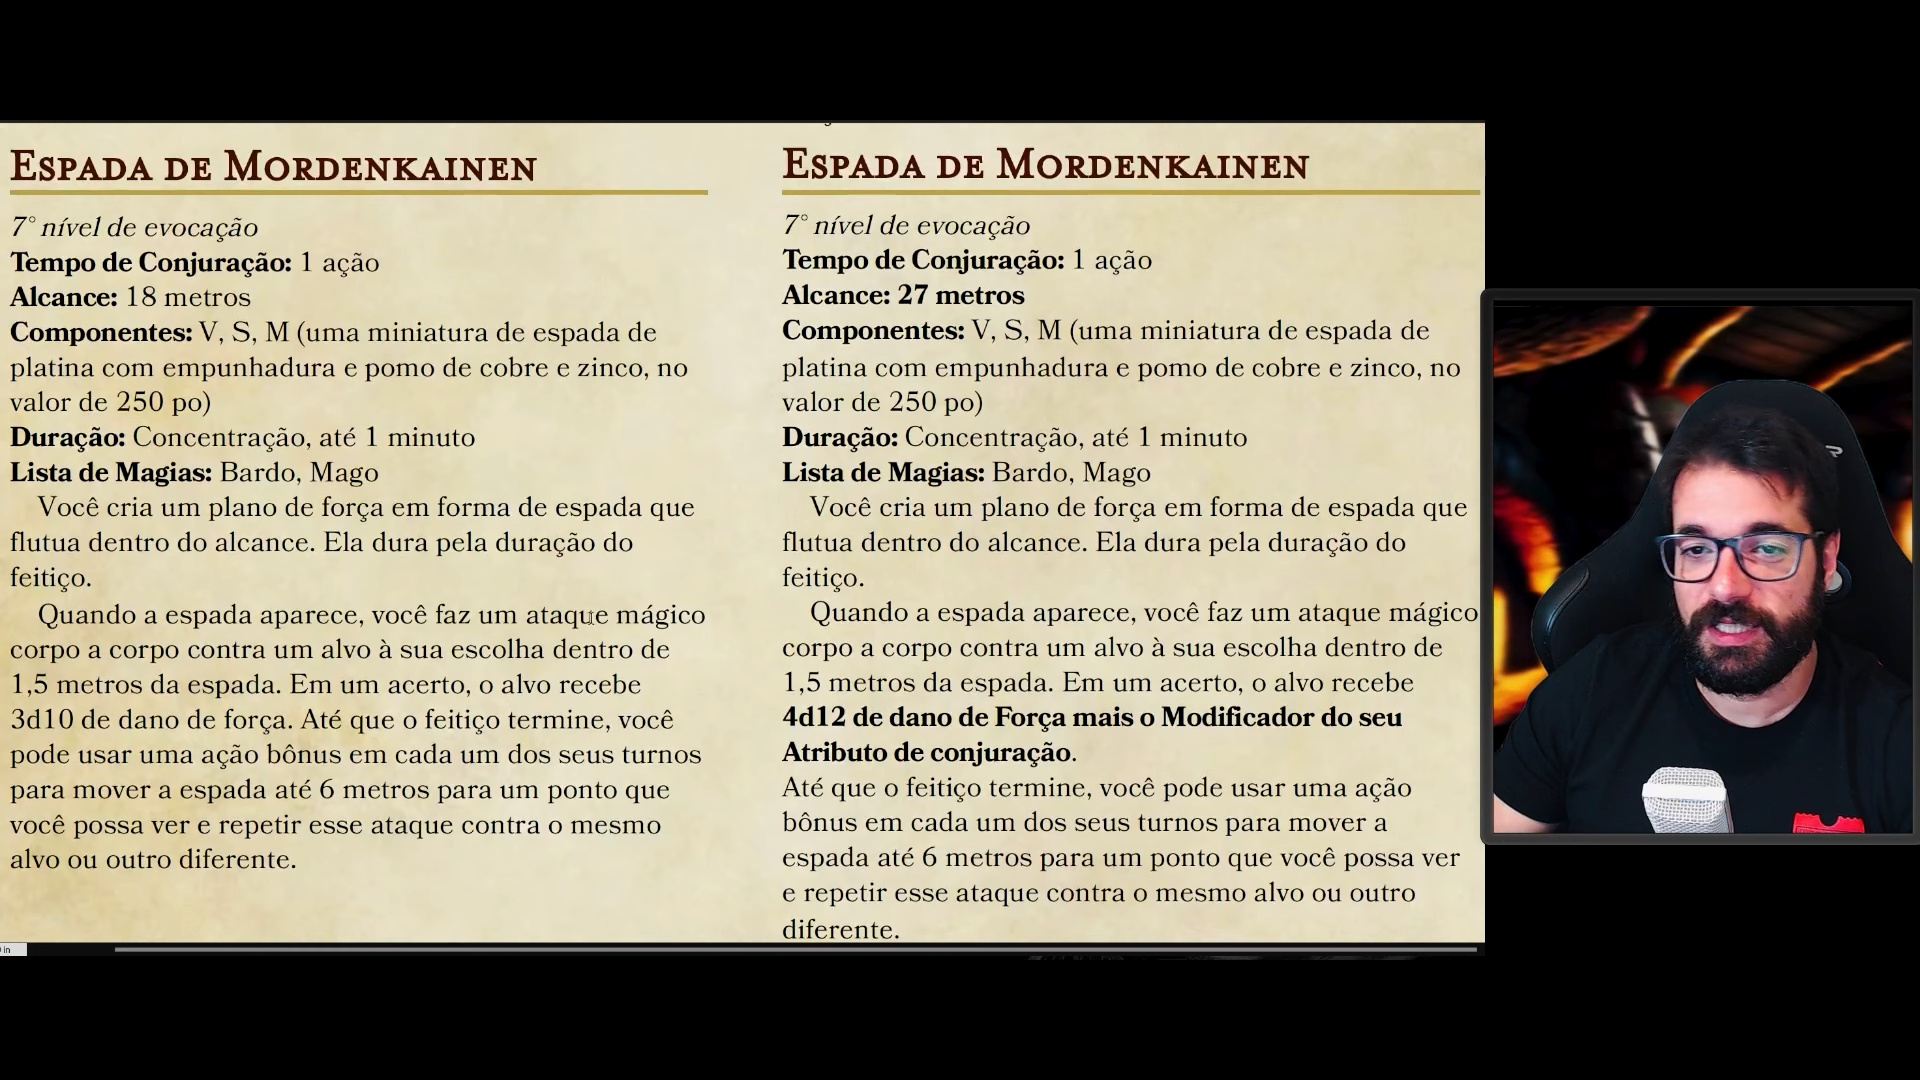 Espada de Mordenkainen
7° nível de evocação
Tempo de Conjuração: 1 ação
Alcance: 18 metros
Componentes: V, S, M (uma miniatura de espada de
platina com empunhadura e pomo de cobre e zinco, no
valor de 250 po)
Duração: Concentração, até 1 minuto
Lista de Magias: Bardo, Mago
Você cria um plano de força em forma de espada que
flutua dentro do alcance. Ela dura pela duração do
feitiço.
Quando a espada aparece, você faz um ataque mágico
corpo a corpo contra um alvo à sua escolha dentro de
1,5 metros da espada. Em um acerto, o alvo recebe
3d10 de dano de força. Até que o feitiço termine, você
pode usar uma ação bônus em cada um dos seus turnos
para mover a espada até 6 metros para um ponto que
você possa ver e repetir esse ataque contra o mesmo
alvo ou outro diferente.
Espada de Mordenkainen
7° nível de evocação
Tempo de Conjuração: 1 ação
Alcance: 27 metros
Componentes: V, S, M (uma miniatura de espada de
platina com empunhadura e pomo de cobre e zinco, no
valor de 250 po)
Duração: Concentração, até 1 minuto
Lista de Magias: Bardo, Mago
Você cria um plano de força em forma de espada que
flutua dentro do alcance. Ela dura pela duração do
feitiço.
Quando a espada aparece, você faz um ataque mágico
corpo a corpo contra um alvo à sua escolha dentro de
1,5 metros da espada. Em um acerto, o alvo recebe
4d12 de dano de Força mais o Modificador do seu
Atributo de conjuração.
Até que o feitiço termine, você pode usar uma ação
bônus em cada um dos seus turnos para mover a
espada até 6 metros para um ponto que você possa ver
e repetir esse ataque contra o mesmo alvo ou outro
diferente.